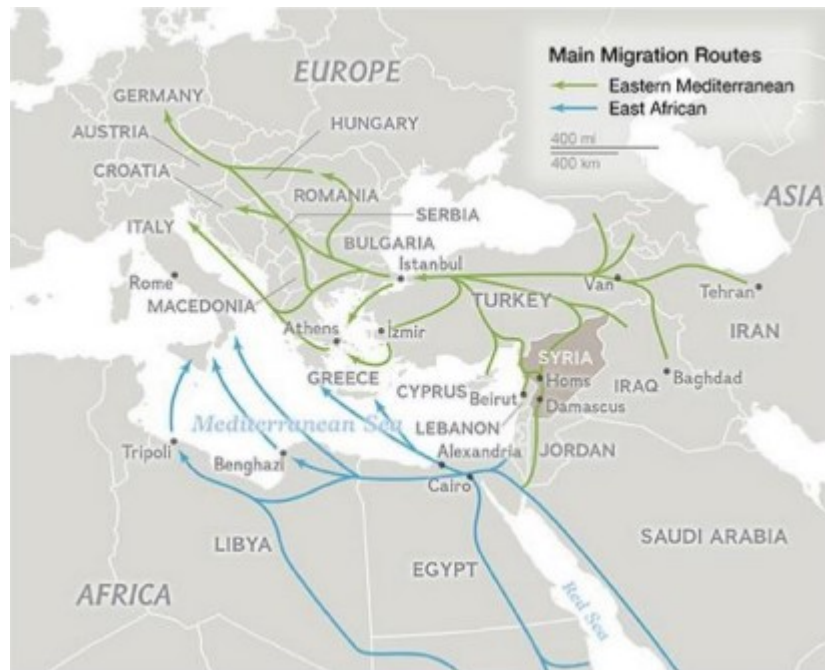 EUROPE
Main Migration Routes
Eastern Mediterranean
East African
400 mi
400 km
GERMANY
HUNGARY
AUSTRIA
CROATIA
ROMANIA
ASIA
SERBIA
ITALY
BULGARIA
İstanbul
Rome
MACEDONIA
Van
Tehran
TURKEY
Athens
İzmir
IRAN
SYRIA
GREECE
CYPRUS
Homs
IRAQ
Baghdad
Beirut
Damascus
Mediterranean Sea
LEBANON
Tripoli
Benghazi
Alexandria
JORDAN
Cairo
LIBYA
EGYPT
SAUDI ARABIA
AFRICA
Red Sea